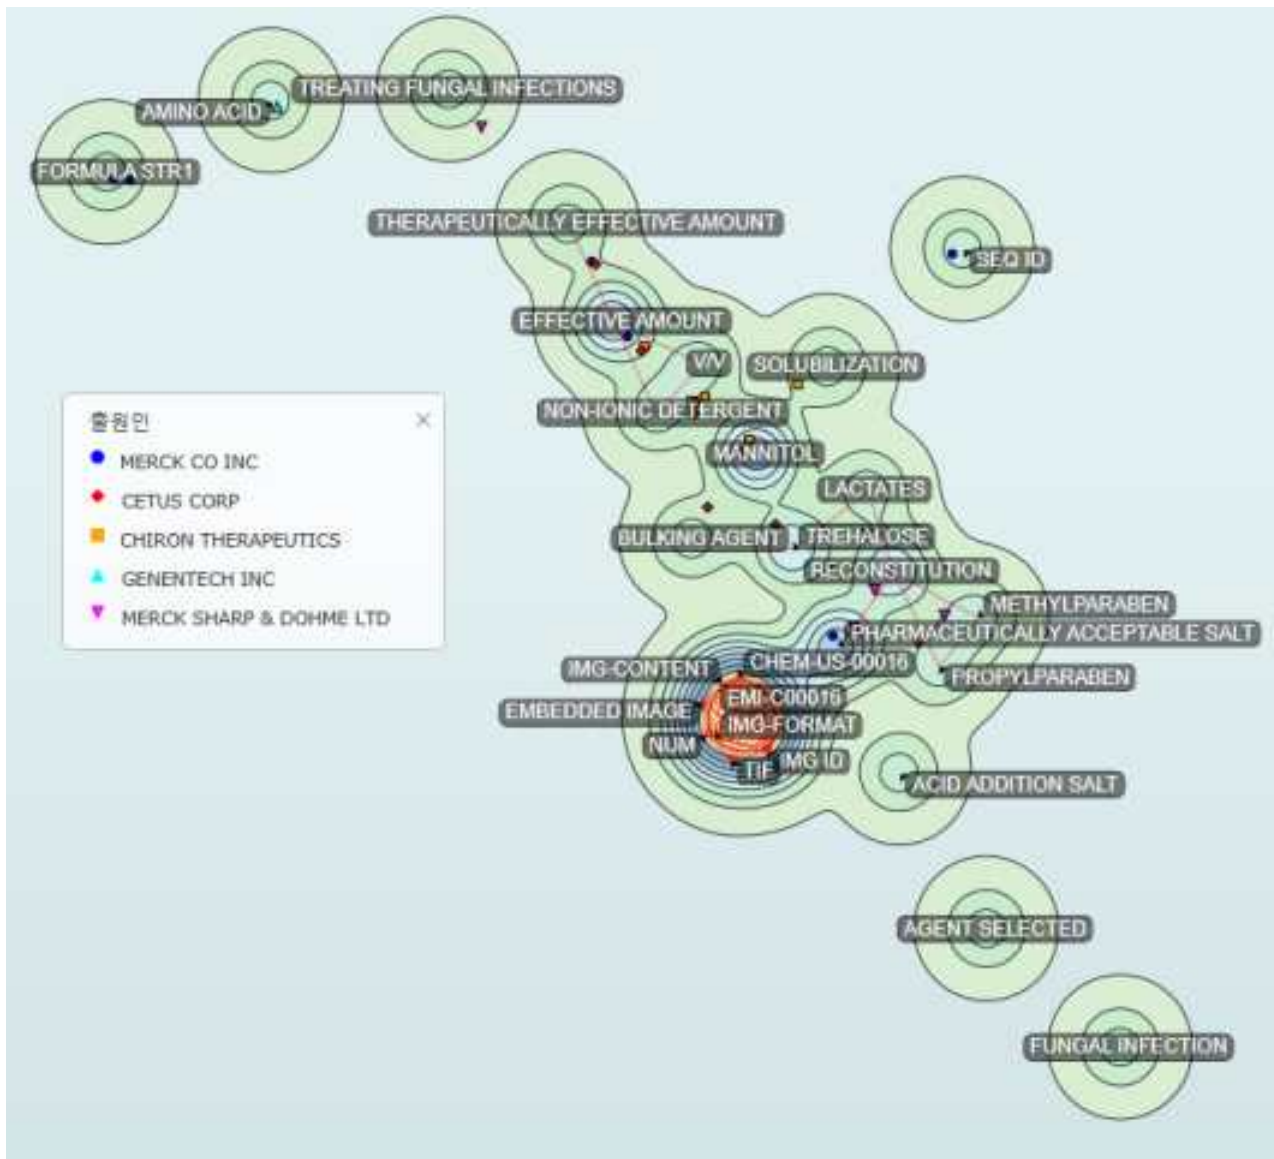 TREATING FUNGAL INFECTIONS
AMINO ACID
FORMULA STR1
THERAPEUTICALLY EFFECTIVE AMOUNT
SEQ ID
EFFECTIVE AMOUNT
V/V
SOLUBILIZATION
NON-IONIC DETERGENT
MANNITOL
LACTATES
BULKING AGENT
TREHALOSE
RECONSTITUTION
METHYLPARABEN
PHARMACEUTICALLY ACCEPTABLE SALT
IMG-CONTENT
CHEM-US-00016
PROPYLPARABEN
EMI-C00016
EMBEDDED IMAGE
IMG-FORMAT
NUM
IMG ID
TIF
ACID ADDITION SALT
AGENT SELECTED
FUNGAL INFECTION
출원인
MERCK CO INC
CETUS CORP
CHIRON THERAPEUTICS
GENENTECH INC
MERCK SHARP & DOHME LTD